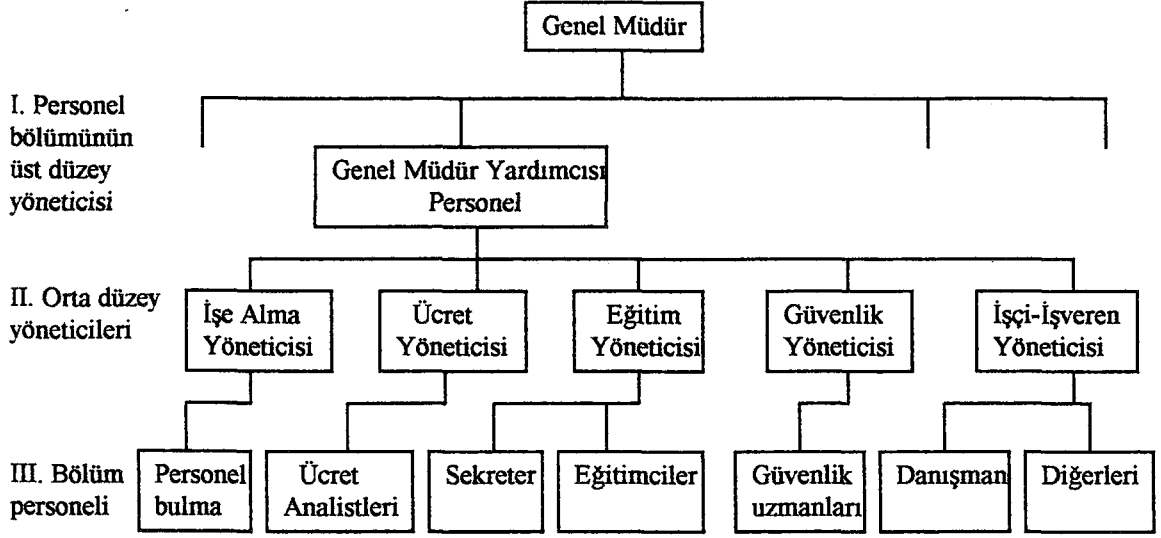 Genel Müdür
I. Personel
bölümünün
üst düzey
yöneticisi
Genel Müdür Yardımcısı
Personel
II. Orta düzey
yöneticileri
İşe Alma
Yöneticisi
Ücret
Yöneticisi
Eğitim
Yöneticisi
Güvenlik
Yöneticisi
İşçi-İşveren
Yöneticisi
III. Bölüm
personeli
Personel
bulma
Ücret
Analistleri
Sekreter
Eğitimciler
Güvenlik
uzmanları
Danışman
Diğerleri